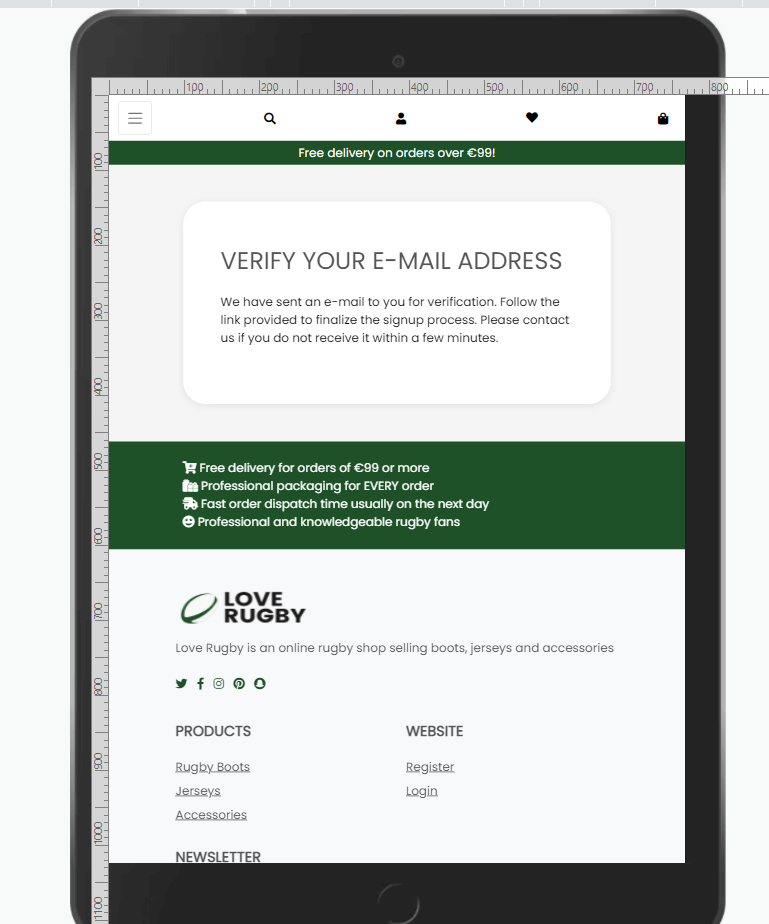 100 200 300 400 500 600 700 800
100
200
300
400
500
600
700
800
900
1000
1100
Free delivery on orders over €99!
VERIFY YOUR E-MAIL ADDRESS
We have sent an e-mail to you for verification. Follow the
link provided to finalize the signup process. Please contact
us if you do not receive it within a few minutes.
Free delivery for orders of €99 or more
Professional packaging for EVERY order
Fast order dispatch time usually on the next day
Professional and knowledgeable rugby fans
LOVE
RUGBY
Love Rugby is an online rugby shop selling boots, jerseys and accessories
PRODUCTS WEBSITE
Rugby Boots Register
Jerseys Login
Accessories
NEWSLETTER